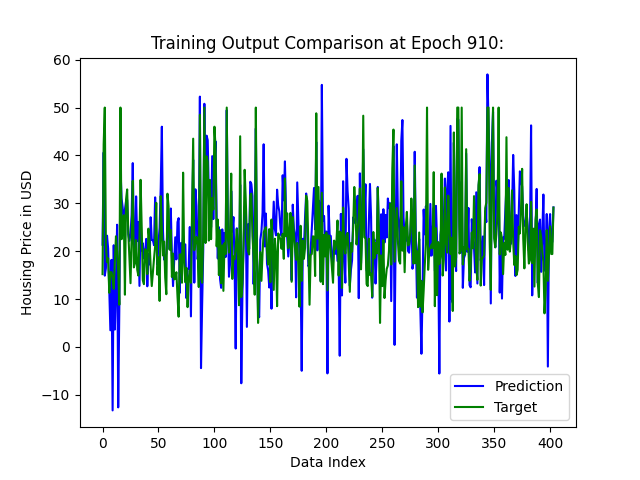 Training Output Comparison at Epoch 910:
60
50
40
30
20
10
0
−10
Housing Price in USD
0 50 100 150 200 250 300 350 400
Data Index
Prediction
Target